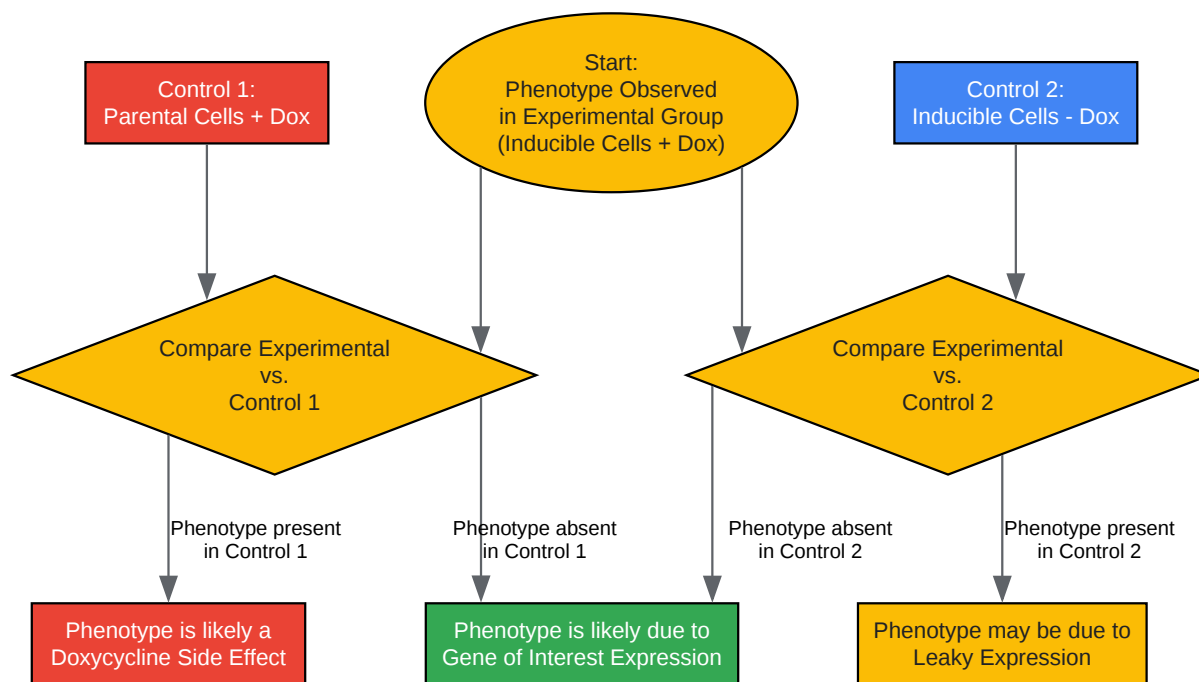 Control 1:
Parental Cells + Dox
Start:
Phenotype Observed
in Experimental Group
(Inducible Cells + Dox)
Control 2:
Inducible Cells - Dox
Compare Experimental
vs.
Control 1
Compare Experimental
vs.
Control 2
Phenotype present
in Control 1
Phenotype absent
in Control 1
Phenotype absent
in Control 2
Phenotype present
in Control 2
Phenotype is likely a
Doxycycline Side Effect
Phenotype is likely due to
Gene of Interest Expression
Phenotype may be due to
Leaky Expression